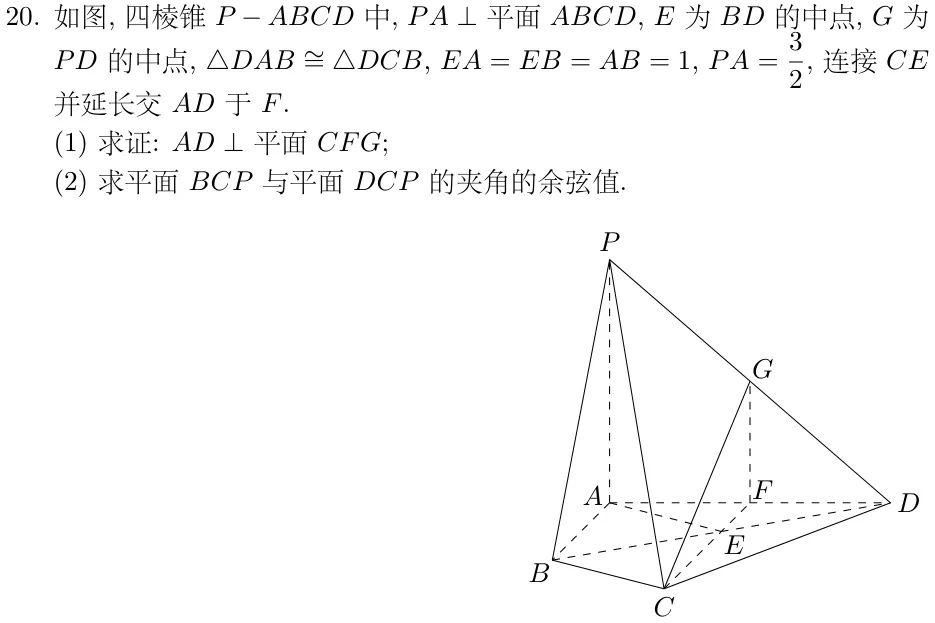 20. 如图, 四棱锥 P − ABCD 中, PA ⊥ 平面 ABCD, E 为 BD 的中点, G 为
PD 的中点, △DAB ≅ △DCB, EA = EB = AB = 1, PA = 3/2, 连接 CE
并延长交 AD 于 F.
(1) 求证: AD ⊥ 平面 CFG;
(2) 求平面 BCP 与平面 DCP 的夹角的余弦值.
P
G
A
F
D
E
B
C